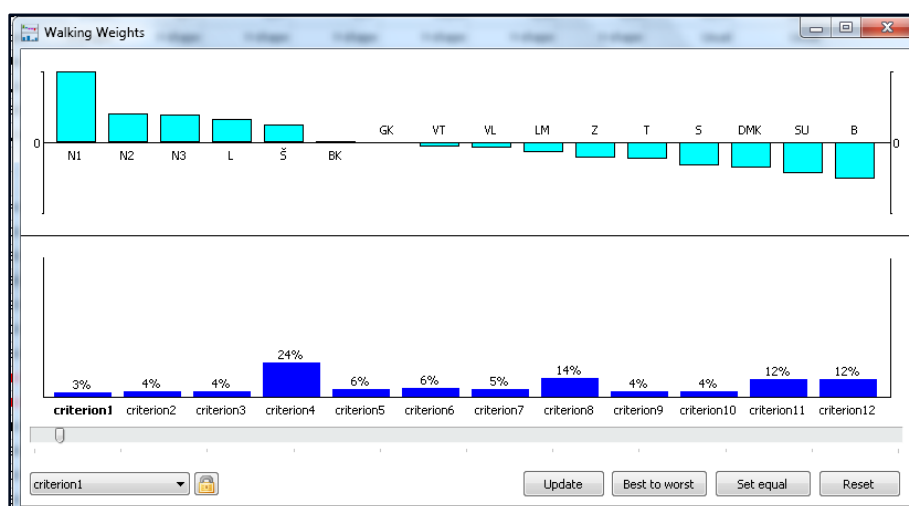 Walking Weights
GK VT VL LM Z T S DMK SU B
0 0
N1 N2 N3 L Š BK
24%
14%
12% 12%
3% 4% 4% 6% 6% 5% 4% 4%
criterion1 criterion2 criterion3 criterion4 criterion5 criterion6 criterion7 criterion8 criterion9 criterion10 criterion11 criterion12
criterion1 Update Best to worst Set equal Reset